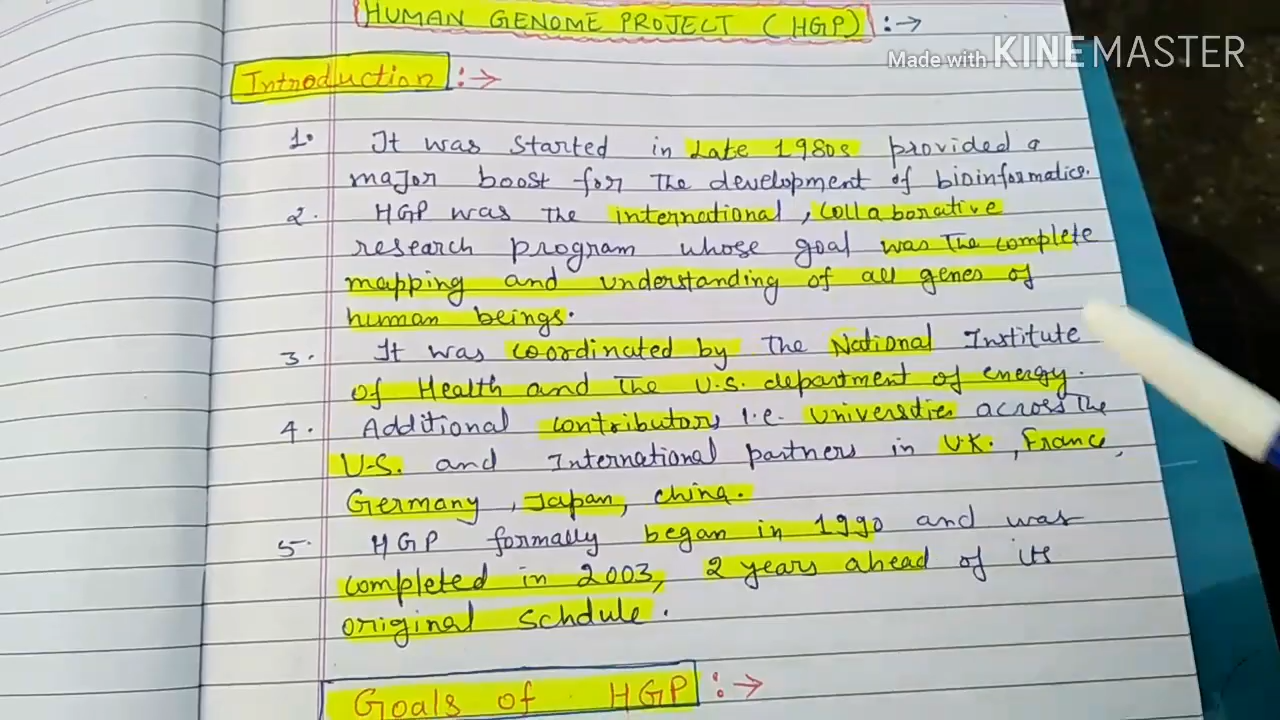 HUMAN GENOME PROJECT (HGP) :→
Made with KINEMASTER
Introduction :→
1. It was started in late 1980s provided a
major boost for the development of bioinformatics.
2. HGP was the international, collaborative
research program whose goal was the complete
mapping and understanding of all genes of
human beings.
3. It was coordinated by the National Institute
of Health and the U.S. department of energy.
4. Additional contributors i.e. Universities across the
U.S. and International partners in U.K., France,
Germany, Japan, china.
5. HGP formally began in 1990 and was
completed in 2003, 2 years ahead of its
original schdule.
Goals of HGP :→